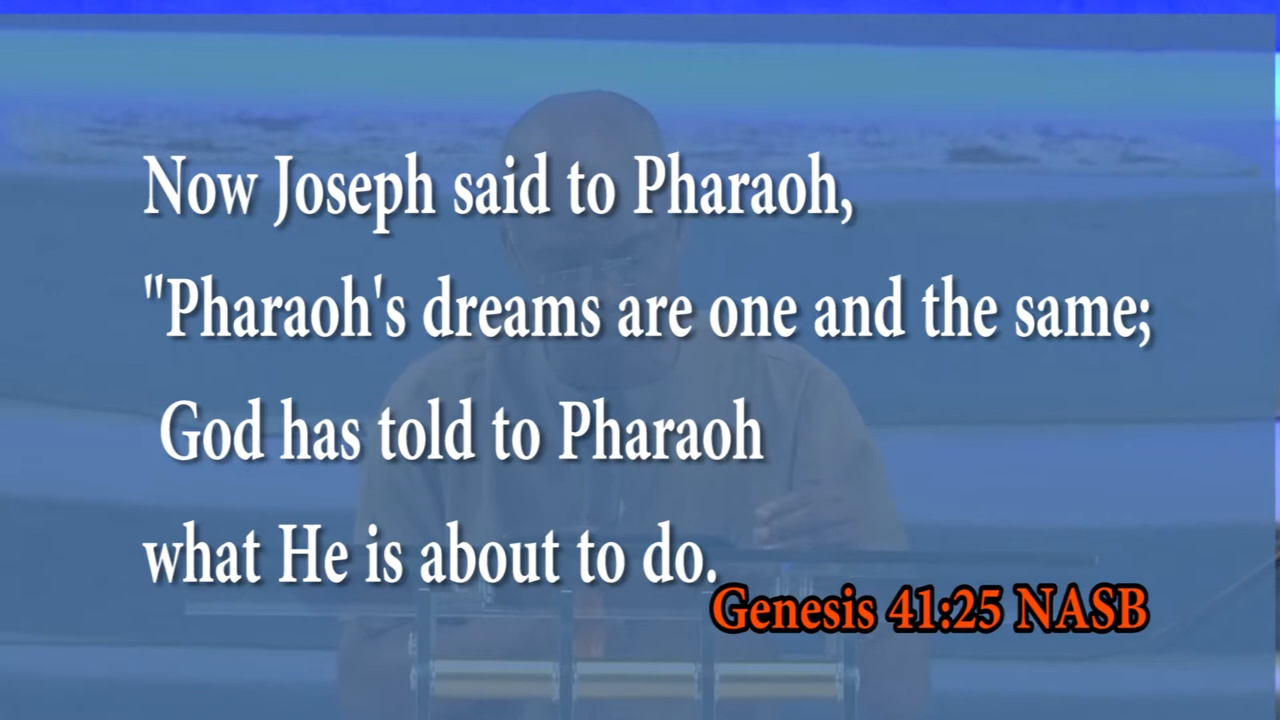 Now Joseph said to Pharaoh,
"Pharaoh's dreams are one and the same;
God has told to Pharaoh
what He is about to do.
Genesis 41:25 NASB